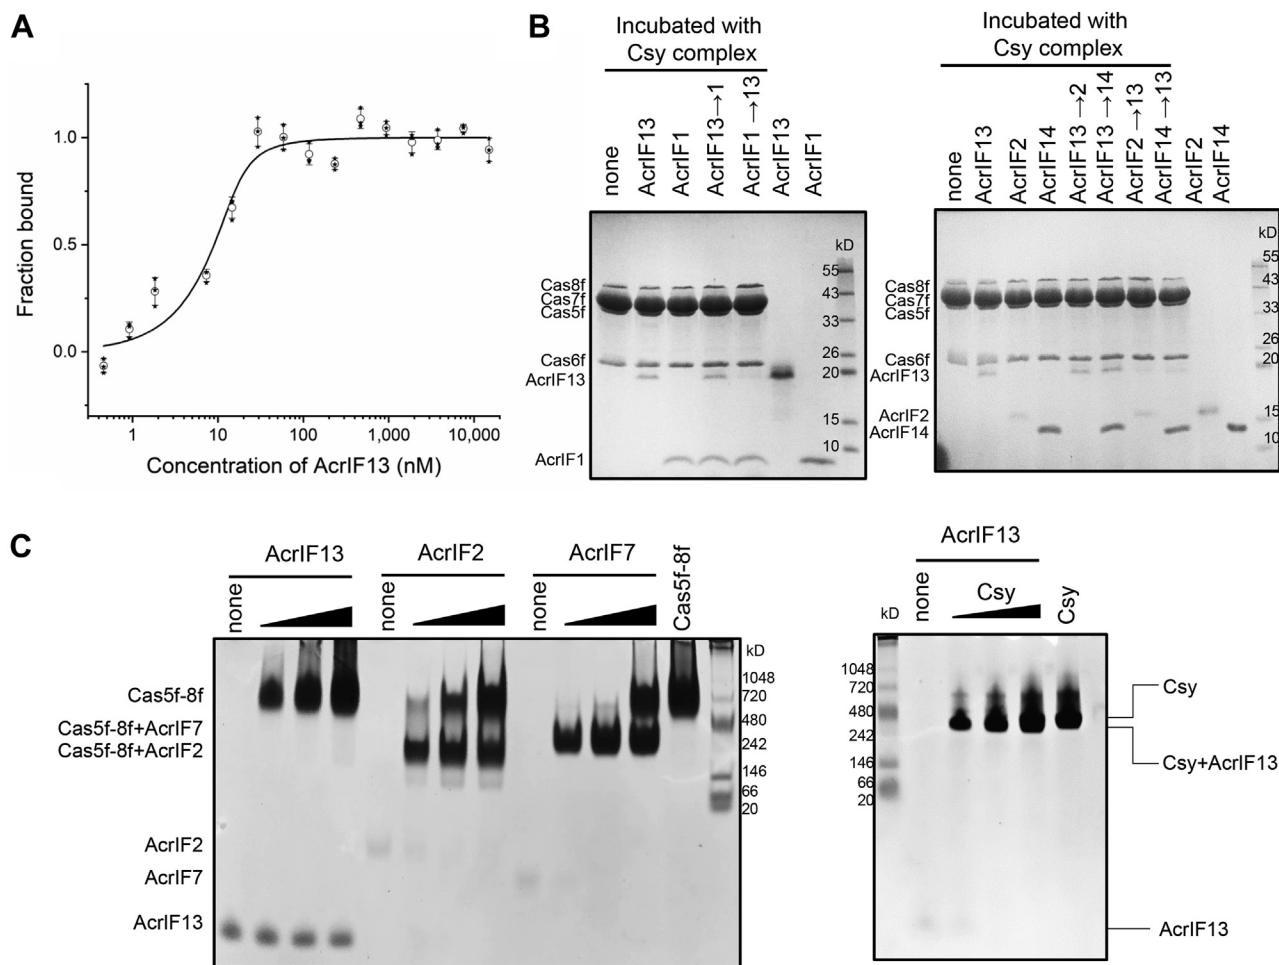 A
Fraction bound
1.0
0.5
0.0
1
10
100
1,000
10,000
Concentration of AcrIF13 (nM)
B
Incubated with
Csy complex
none
AcrIF13
AcrIF1
AcrIF13→1
AcrIF1→13
AcrIF13
AcrIF1
kD
55
43
33
26
20
15
10
Cas8f
Cas7f
Cas5f
Cas6f
AcrIF13
AcrIF1
Incubated with
Csy complex
none
AcrIF13
AcrIF2
AcrIF14
AcrIF13→2
AcrIF13→14
AcrIF2→13
AcrIF14→13
AcrIF2
AcrIF14
kD
55
43
33
26
20
15
10
Cas8f
Cas7f
Cas5f
Cas6f
AcrIF13
AcrIF2
AcrIF14
C
AcrIF13
AcrIF2
AcrIF7
none
none
none
Cas5f-8f
kD
1048
720
480
242
146
66
20
Cas5f-8f
Cas5f-8f+AcrIF7
Cas5f-8f+AcrIF2
AcrIF2
AcrIF7
AcrIF13
AcrIF13
none
Csy
Csy
kD
1048
720
480
242
146
66
20
Csy
Csy+AcrIF13
AcrIF13